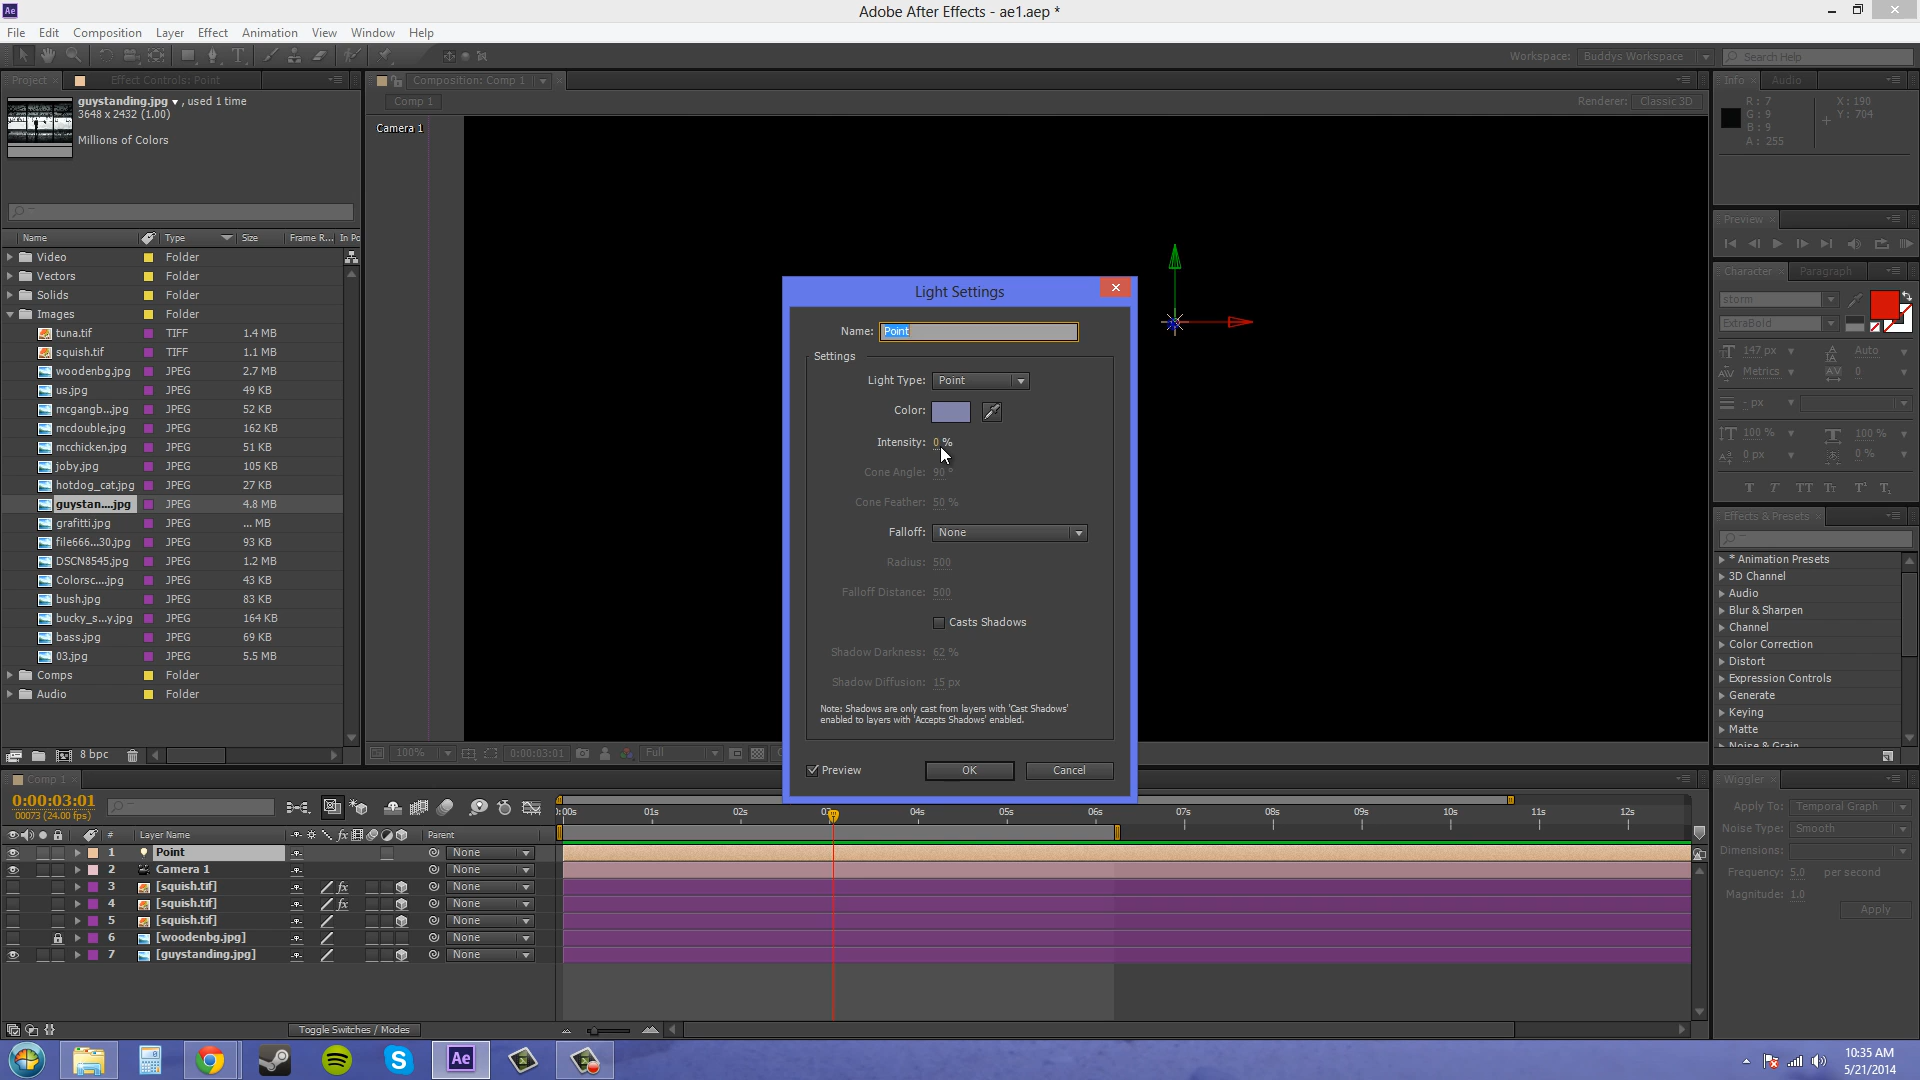 Adobe After Effects - ae1.aep *
File Edit Composition Layer Effect Animation View Window Help
Workspace: Buddys Workspace Search Help
Project Effect Controls: Point
guystanding.jpg , used 1 time
3648 x 2432 (1.00)
Millions of Colors
Name Type Size Frame R... In Po
Video Folder
Vectors Folder
Solids Folder
Images Folder
tuna.tif TIFF 1.4 MB
squish.tif TIFF 1.1 MB
woodenbg.jpg JPEG 2.7 MB
us.jpg JPEG 49 KB
mcgangb...jpg JPEG 52 KB
mcdouble.jpg JPEG 162 KB
mcchicken.jpg JPEG 51 KB
joby.jpg JPEG 105 KB
hotdog_cat.jpg JPEG 27 KB
guystan....jpg JPEG 4.8 MB
grafitti.jpg JPEG ... MB
file666...30.jpg JPEG 93 KB
DSCN8545.jpg JPEG 1.2 MB
Colorsc....jpg JPEG 43 KB
bush.jpg JPEG 83 KB
bucky_s...y.jpg JPEG 164 KB
bass.jpg JPEG 69 KB
03.jpg JPEG 5.5 MB
Comps Folder
Audio Folder
8 bpc
Composition: Comp 1
Comp 1
Renderer: Classic 3D
Camera 1
100% 0:00:03:01 Full
Light Settings
Name: Point
Settings
Light Type: Point
Color:
Intensity: 0 %
Cone Angle: 90 °
Cone Feather: 50 %
Falloff: None
Radius: 500
Falloff Distance: 500
Casts Shadows
Shadow Darkness: 62 %
Shadow Diffusion: 15 px
Note: Shadows are only cast from layers with 'Cast Shadows'
enabled to layers with 'Accepts Shadows' enabled.
Preview OK Cancel
Info Audio
R: 7 X: 190
G: 9 Y: 704
B: 9
A: 255
Preview
Character Paragraph
storm
ExtraBold
147 px Auto
Metrics 0
- px
100 % 100 %
0 px 0 %
T T TT Tr T¹ T₁
Effects & Presets
* Animation Presets
3D Channel
Audio
Blur & Sharpen
Channel
Color Correction
Distort
Expression Controls
Generate
Keying
Matte
Noise & Grain
Wiggler
Apply To: Temporal Graph
Noise Type: Smooth
Dimensions:
Frequency: 5.0 per second
Magnitude: 1.0
Apply
Comp 1
0:00:03:01
00073 (24.00 fps)
):00s 01s 02s 03s 04s 05s 06s 07s 08s 09s 10s 11s 12s
# Layer Name Parent
1 Point None
2 Camera 1 None
3 [squish.tif] fx None
4 [squish.tif] fx None
5 [squish.tif] None
6 [woodenbg.jpg] None
7 [guystanding.jpg] None
Toggle Switches / Modes
10:35 AM
5/21/2014